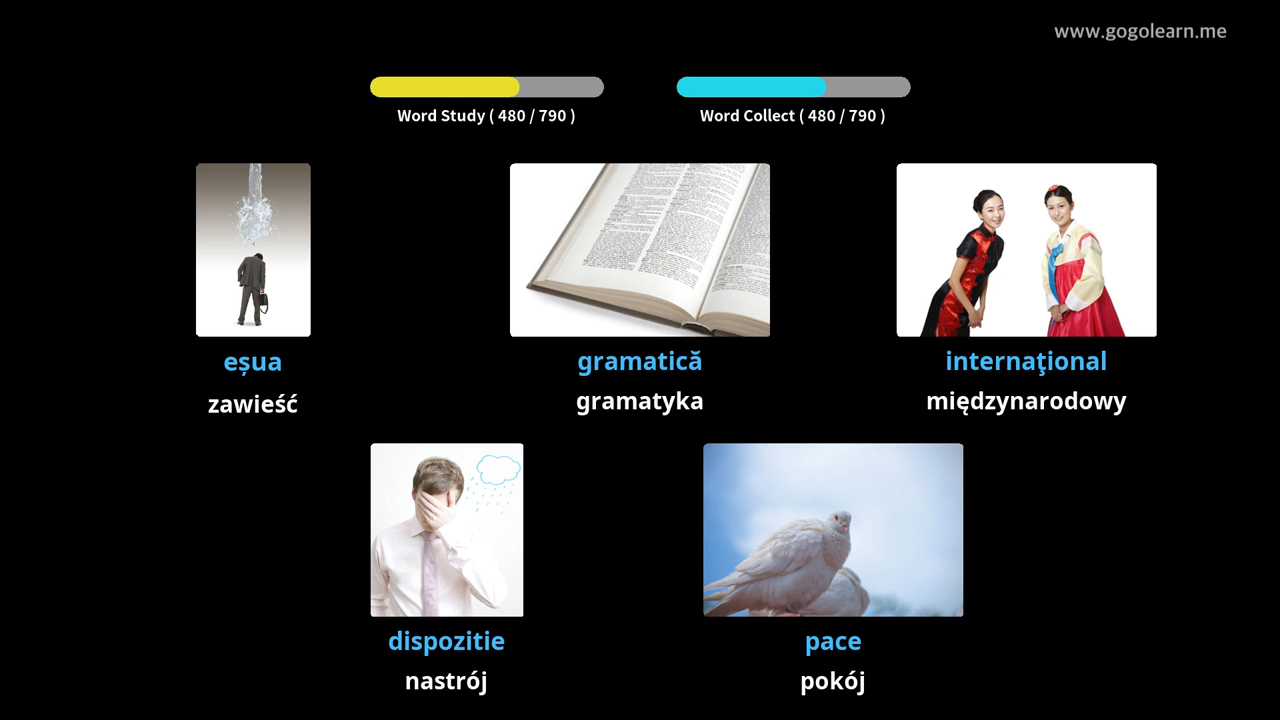 www.gogolearn.me
Word Study ( 480 / 790 )
Word Collect ( 480 / 790 )
eșua
zawieść
gramatică
gramatyka
internaţional
międzynarodowy
dispozitie
nastrój
pace
pokój